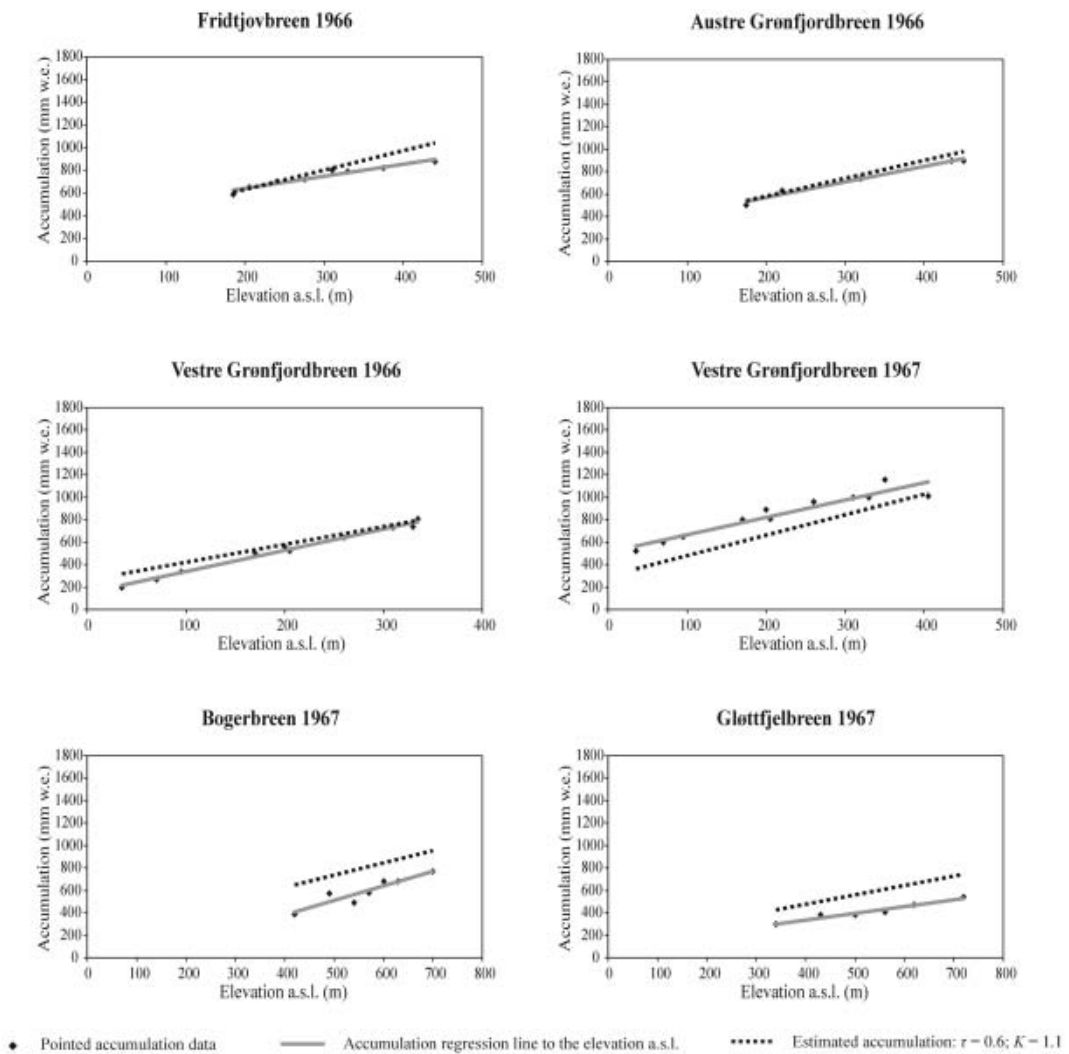 Fridtjovbreen 1966
Austre Grønfjordbreen 1966
Accumulation (mm w.e.)
1800
1600
1400
1200
1000
800
600
400
200
0
0 100 200 300 400 500
Elevation a.s.l. (m)
Accumulation (mm w.e.)
1800
1600
1400
1200
1000
800
600
400
200
0
0 100 200 300 400 500
Elevation a.s.l. (m)
Vestre Grønfjordbreen 1966
Vestre Grønfjordbreen 1967
Accumulation (mm w.e.)
1800
1600
1400
1200
1000
800
600
400
200
0
0 100 200 300 400
Elevation a.s.l. (m)
Accumulation (mm w.e.)
1800
1600
1400
1200
1000
800
600
400
200
0
0 100 200 300 400 500
Elevation a.s.l. (m)
Bogerbreen 1967
Gløttfjelbreen 1967
Accumulation (mm w.e.)
1800
1600
1400
1200
1000
800
600
400
200
0
0 100 200 300 400 500 600 700 800
Elevation a.s.l. (m)
Accumulation (mm w.e.)
1800
1600
1400
1200
1000
800
600
400
200
0
0 100 200 300 400 500 600 700 800
Elevation a.s.l. (m)
Pointed accumulation data
Accumulation regression line to the elevation a.s.l.
Estimated accumulation: τ = 0.6; K = 1.1